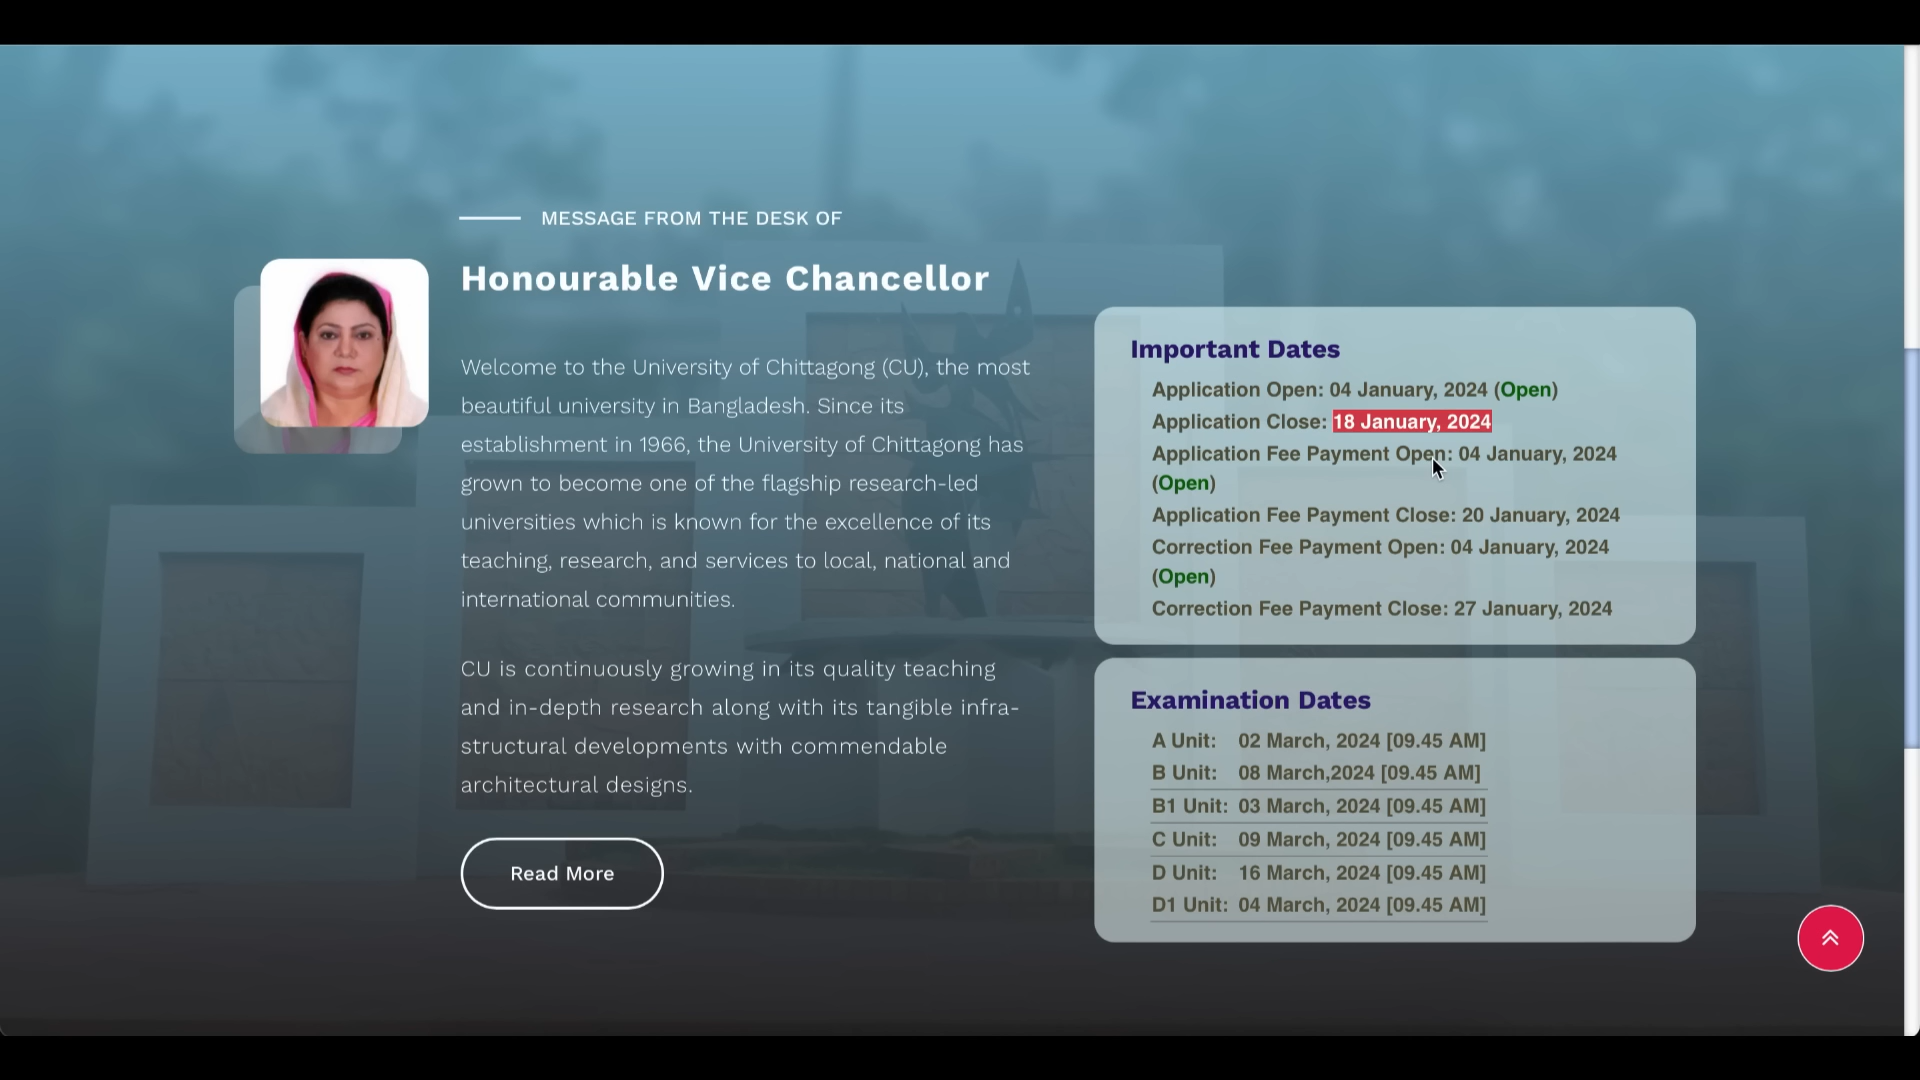 MESSAGE FROM THE DESK OF
Honourable Vice Chancellor
Welcome to the University of Chittagong (CU), the most
beautiful university in Bangladesh. Since its
establishment in 1966, the University of Chittagong has
grown to become one of the flagship research-led
universities which is known for the excellence of its
teaching, research, and services to local, national and
international communities.
CU is continuously growing in its quality teaching
and in-depth research along with its tangible infra-
structural developments with commendable
architectural designs.
Read More
Important Dates
Application Open: 04 January, 2024 (Open)
Application Close: 18 January, 2024
Application Fee Payment Open: 04 January, 2024
(Open)
Application Fee Payment Close: 20 January, 2024
Correction Fee Payment Open: 04 January, 2024
(Open)
Correction Fee Payment Close: 27 January, 2024
Examination Dates
A Unit: 02 March, 2024 [09.45 AM]
B Unit: 08 March,2024 [09.45 AM]
B1 Unit: 03 March, 2024 [09.45 AM]
C Unit: 09 March, 2024 [09.45 AM]
D Unit: 16 March, 2024 [09.45 AM]
D1 Unit: 04 March, 2024 [09.45 AM]